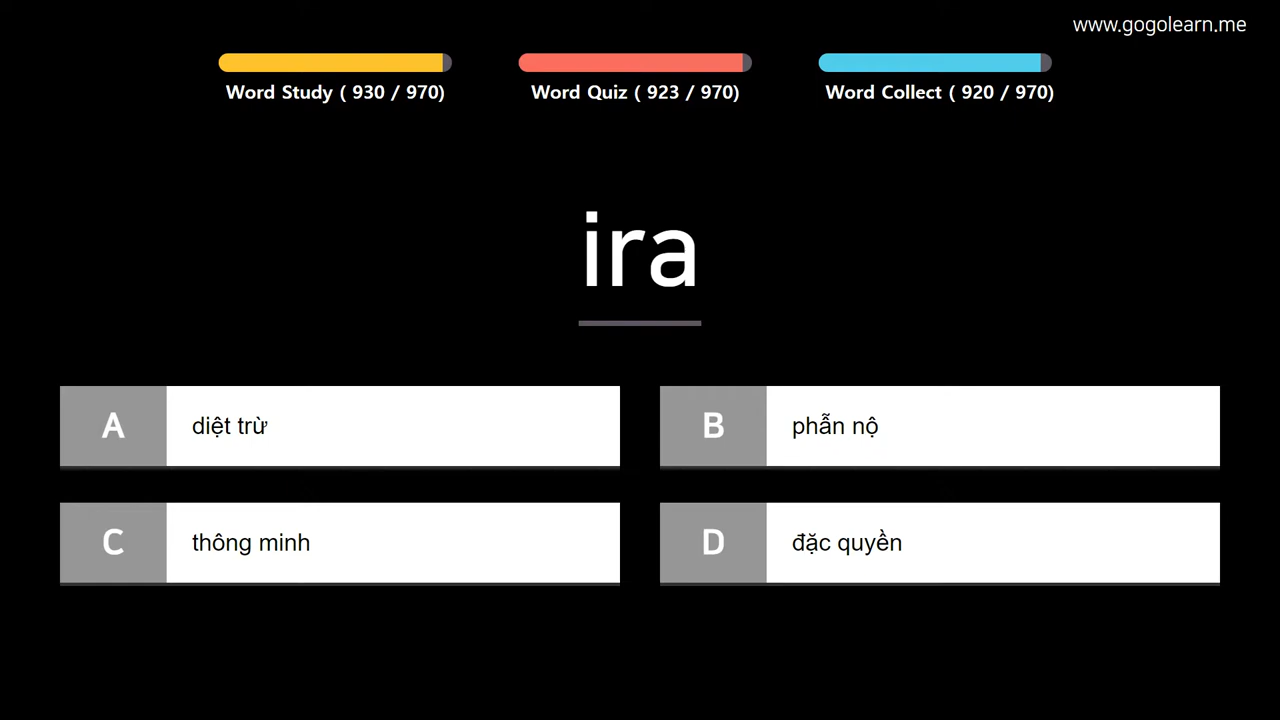 www.gogolearn.me
Word Study ( 930 / 970)
Word Quiz ( 923 / 970)
Word Collect ( 920 / 970)
ira
A diệt trừ
B phẫn nộ
C thông minh
D đặc quyền